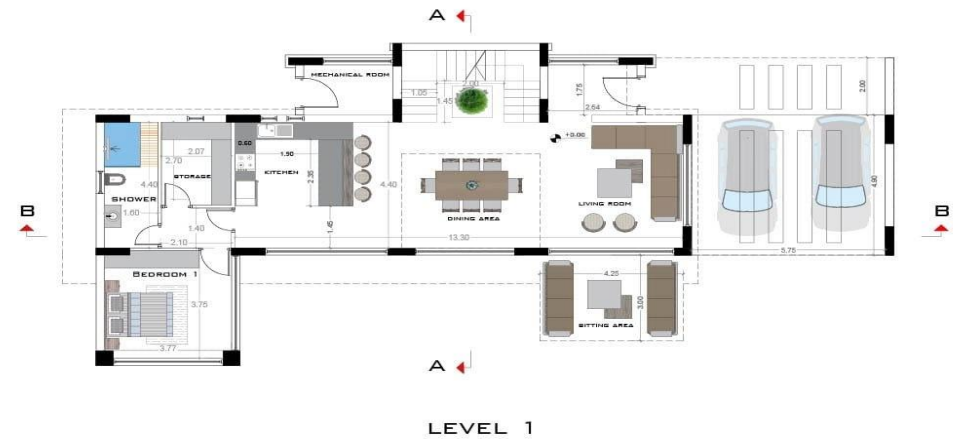 A
MECHANICAL ROOM
2.00
1.05
1.45
1.75
2.64
2.00
+0.00
0.60
1.90
2.07
2.70
STORAGE
KITCHEN
2.35
4.40
4.40
SHOWER
1.60
DINING AREA
LIVING ROOM
4.90
B
B
1.40
2.10
1.45
13.30
5.75
BEDROOM 1
4.25
3.75
3.00
SITTING AREA
3.77
A
LEVEL 1